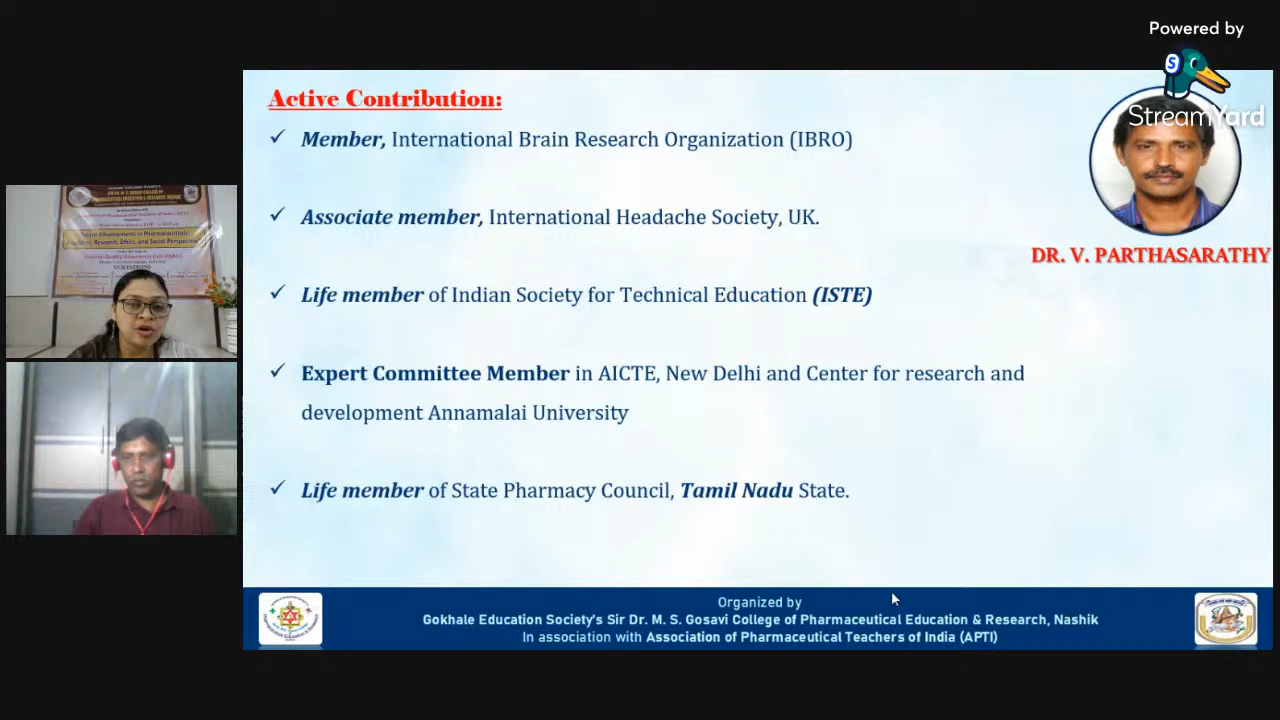 Powered by
StreamYard
Active Contribution:
Member, International Brain Research Organization (IBRO)
Associate member, International Headache Society, UK.
DR. V. PARTHASARATHY
Life member of Indian Society for Technical Education (ISTE)
Expert Committee Member in AICTE, New Delhi and Center for research and
development Annamalai University
Life member of State Pharmacy Council, Tamil Nadu State.
Organized by
Gokhale Education Society's Sir Dr. M. S. Gosavi College of Pharmaceutical Education & Research, Nashik
In association with Association of Pharmaceutical Teachers of India (APTI)